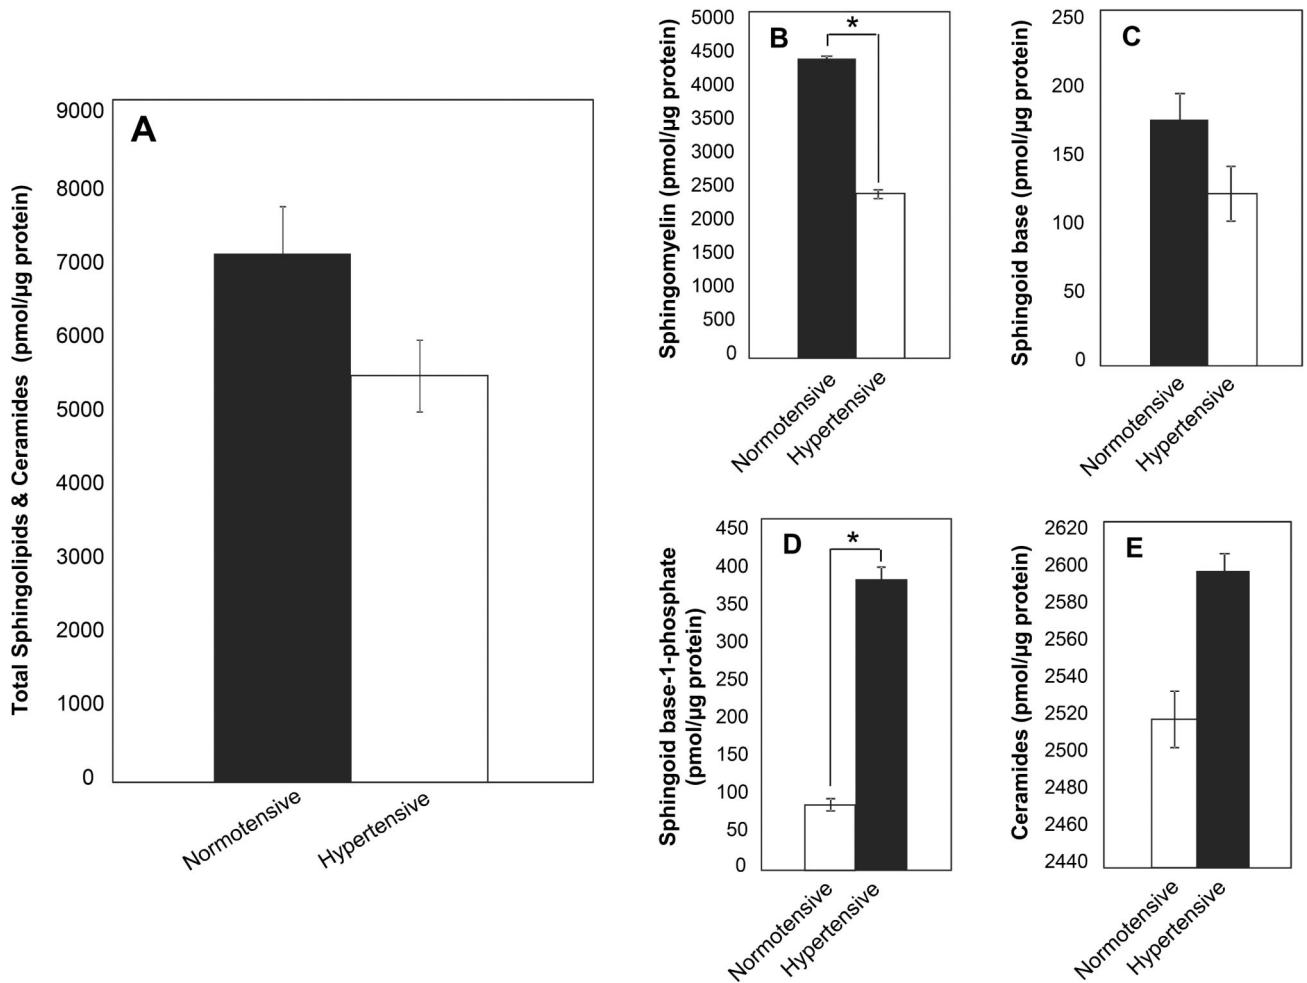 A
Total Sphingolipids & Ceramides (pmol/µg protein)
9000
8000
7000
6000
5000
4000
3000
2000
1000
0
Normotensive
Hypertensive
B
*
Sphingomyelin (pmol/µg protein)
5000
4500
4000
3500
3000
2500
2000
1500
1000
500
0
Normotensive
Hypertensive
C
Sphingoid base (pmol/µg protein)
250
200
150
100
50
0
Normotensive
Hypertensive
D
*
Sphingoid base-1-phosphate
(pmol/µg protein)
450
400
350
300
250
200
150
100
50
0
Normotensive
Hypertensive
E
Ceramides (pmol/µg protein)
2620
2600
2580
2560
2540
2520
2500
2480
2460
2440
Normotensive
Hypertensive